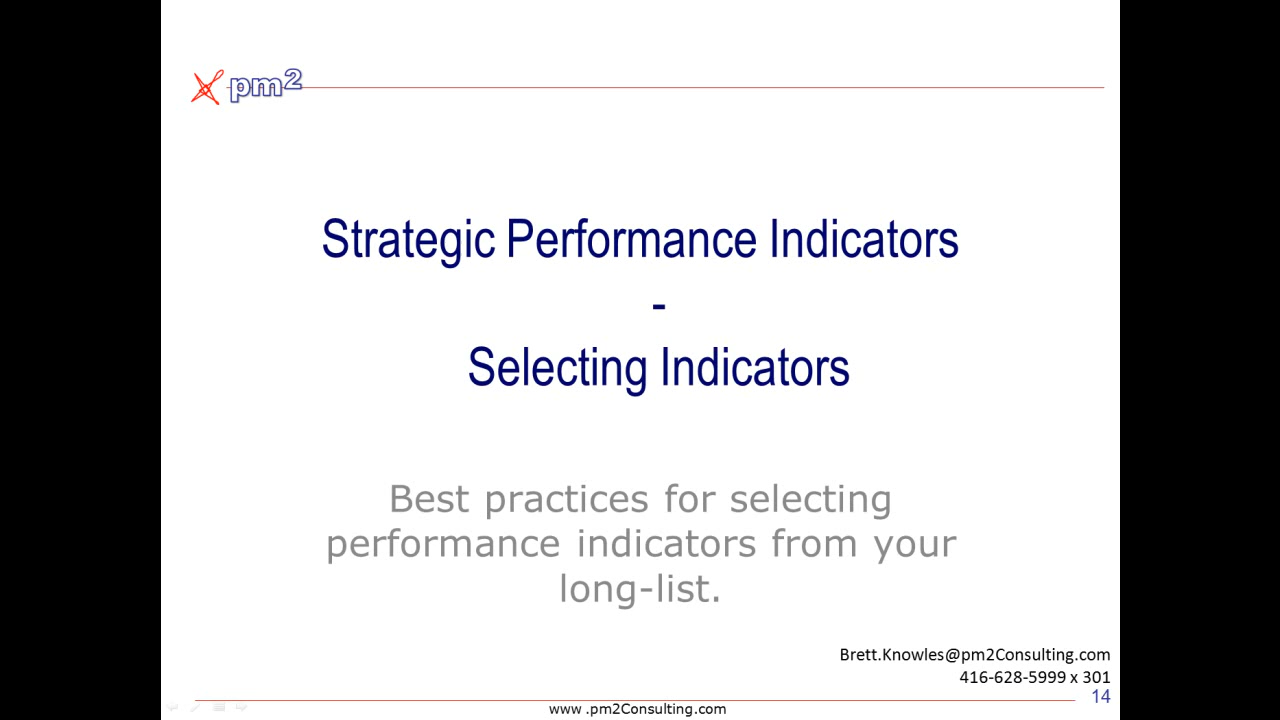 pm2
Strategic Performance Indicators
-
Selecting Indicators
Best practices for selecting
performance indicators from your
long-list.
Brett.Knowles@pm2Consulting.com
416-628-5999 x 301
14
www .pm2Consulting.com